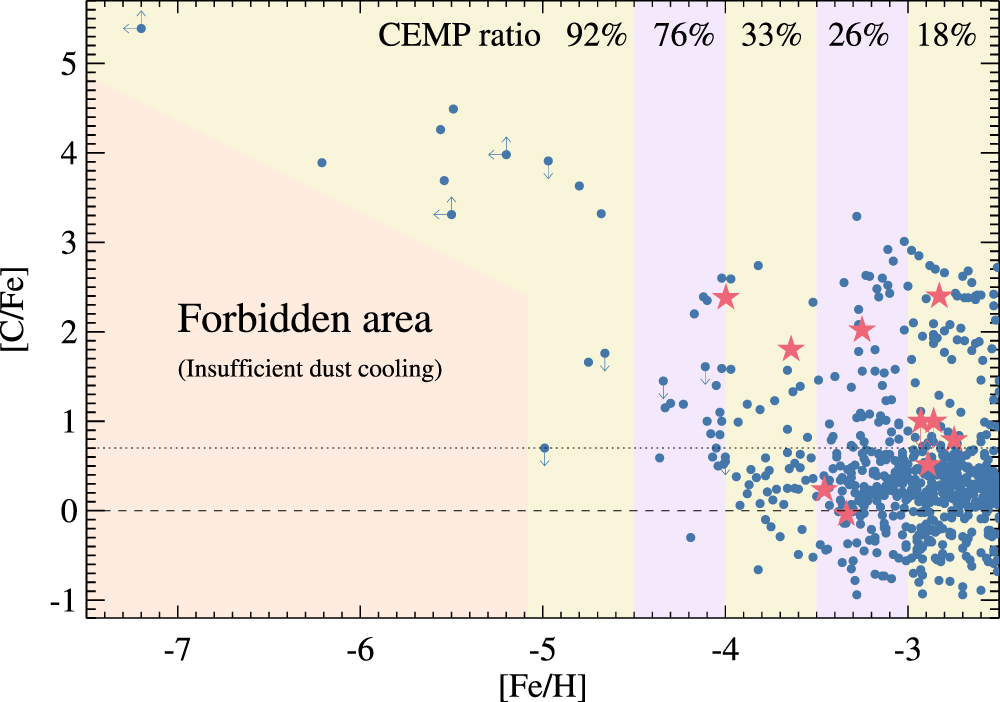 CEMP ratio 92% 76% 33% 26% 18%
5
4
3
2
1
0
-1
[C/Fe]
Forbidden area
(Insufficient dust cooling)
-7 -6 -5 -4 -3
[Fe/H]